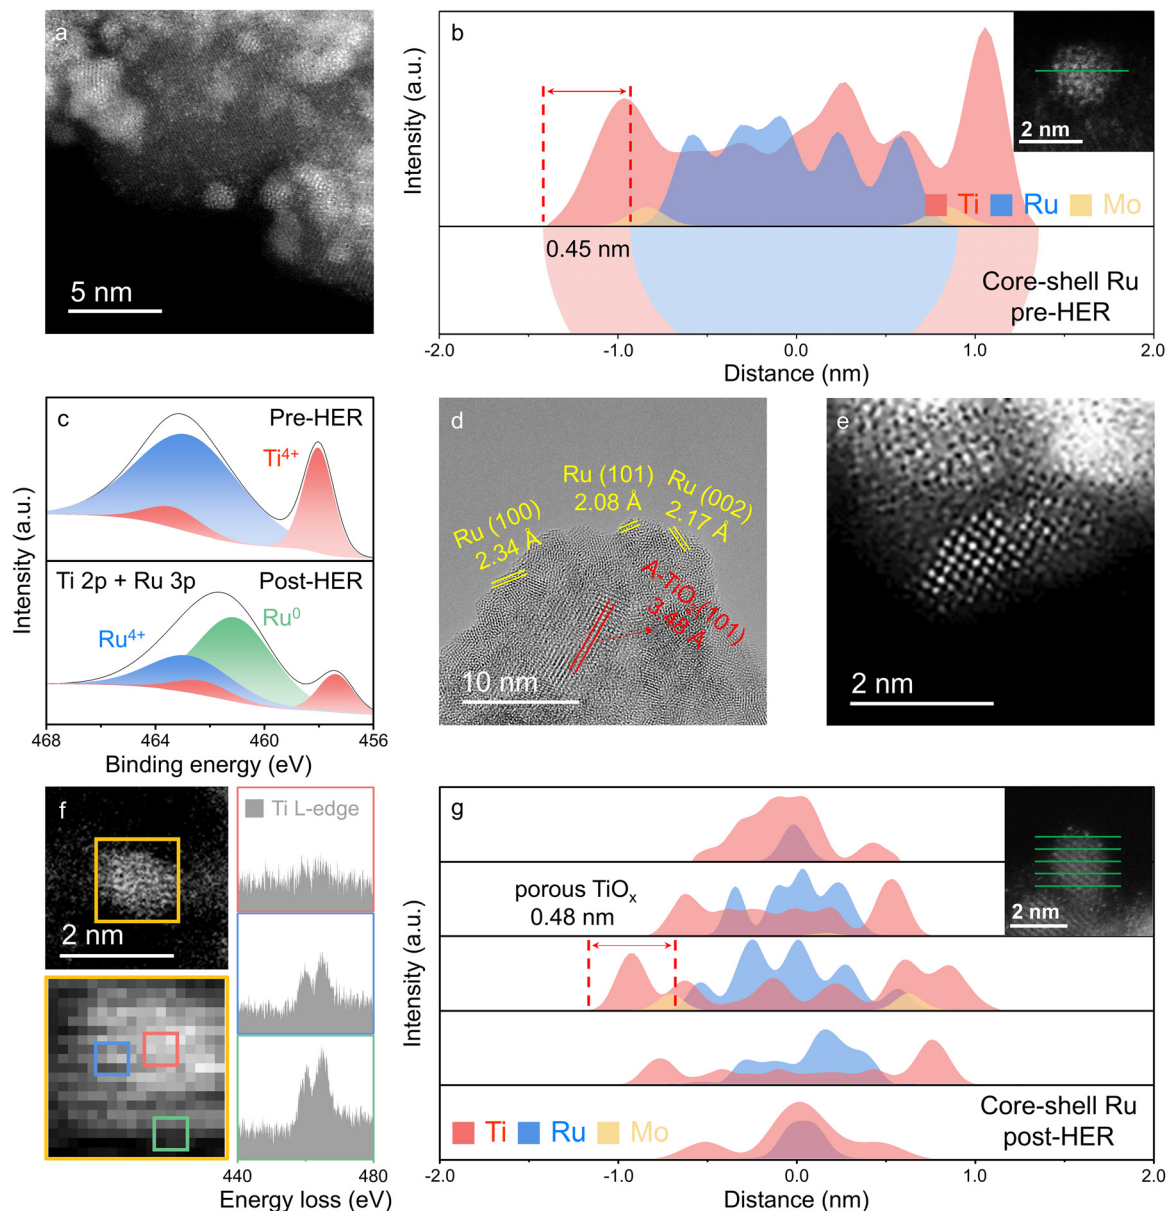 a
5 nm
b
Intensity (a.u.)
2 nm
Ti Ru Mo
0.45 nm
Core-shell Ru
pre-HER
-2.0 -1.0 0.0 1.0 2.0
Distance (nm)
c
Pre-HER
Ti⁴⁺
Ti 2p + Ru 3p
Post-HER
Ru⁰
Ru⁴⁺
Intensity (a.u.)
468 464 460 456
Binding energy (eV)
d
Ru (100)
2.34 Å
Ru (101)
2.08 Å
Ru (002)
2.17 Å
A-TiO₂(101)
3.48 Å
10 nm
e
2 nm
f
2 nm
Ti L-edge
440 480
Energy loss (eV)
g
2 nm
porous TiOₓ
0.48 nm
Intensity (a.u.)
Ti Ru Mo
Core-shell Ru
post-HER
-2.0 -1.0 0.0 1.0 2.0
Distance (nm)